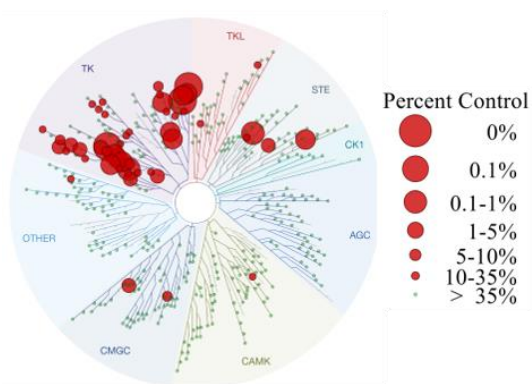 TKL
TK
STE
CK1
AGC
OTHER
CMGC
CAMK
Percent Control
0%
0.1%
0.1-1%
1-5%
5-10%
10-35%
> 35%